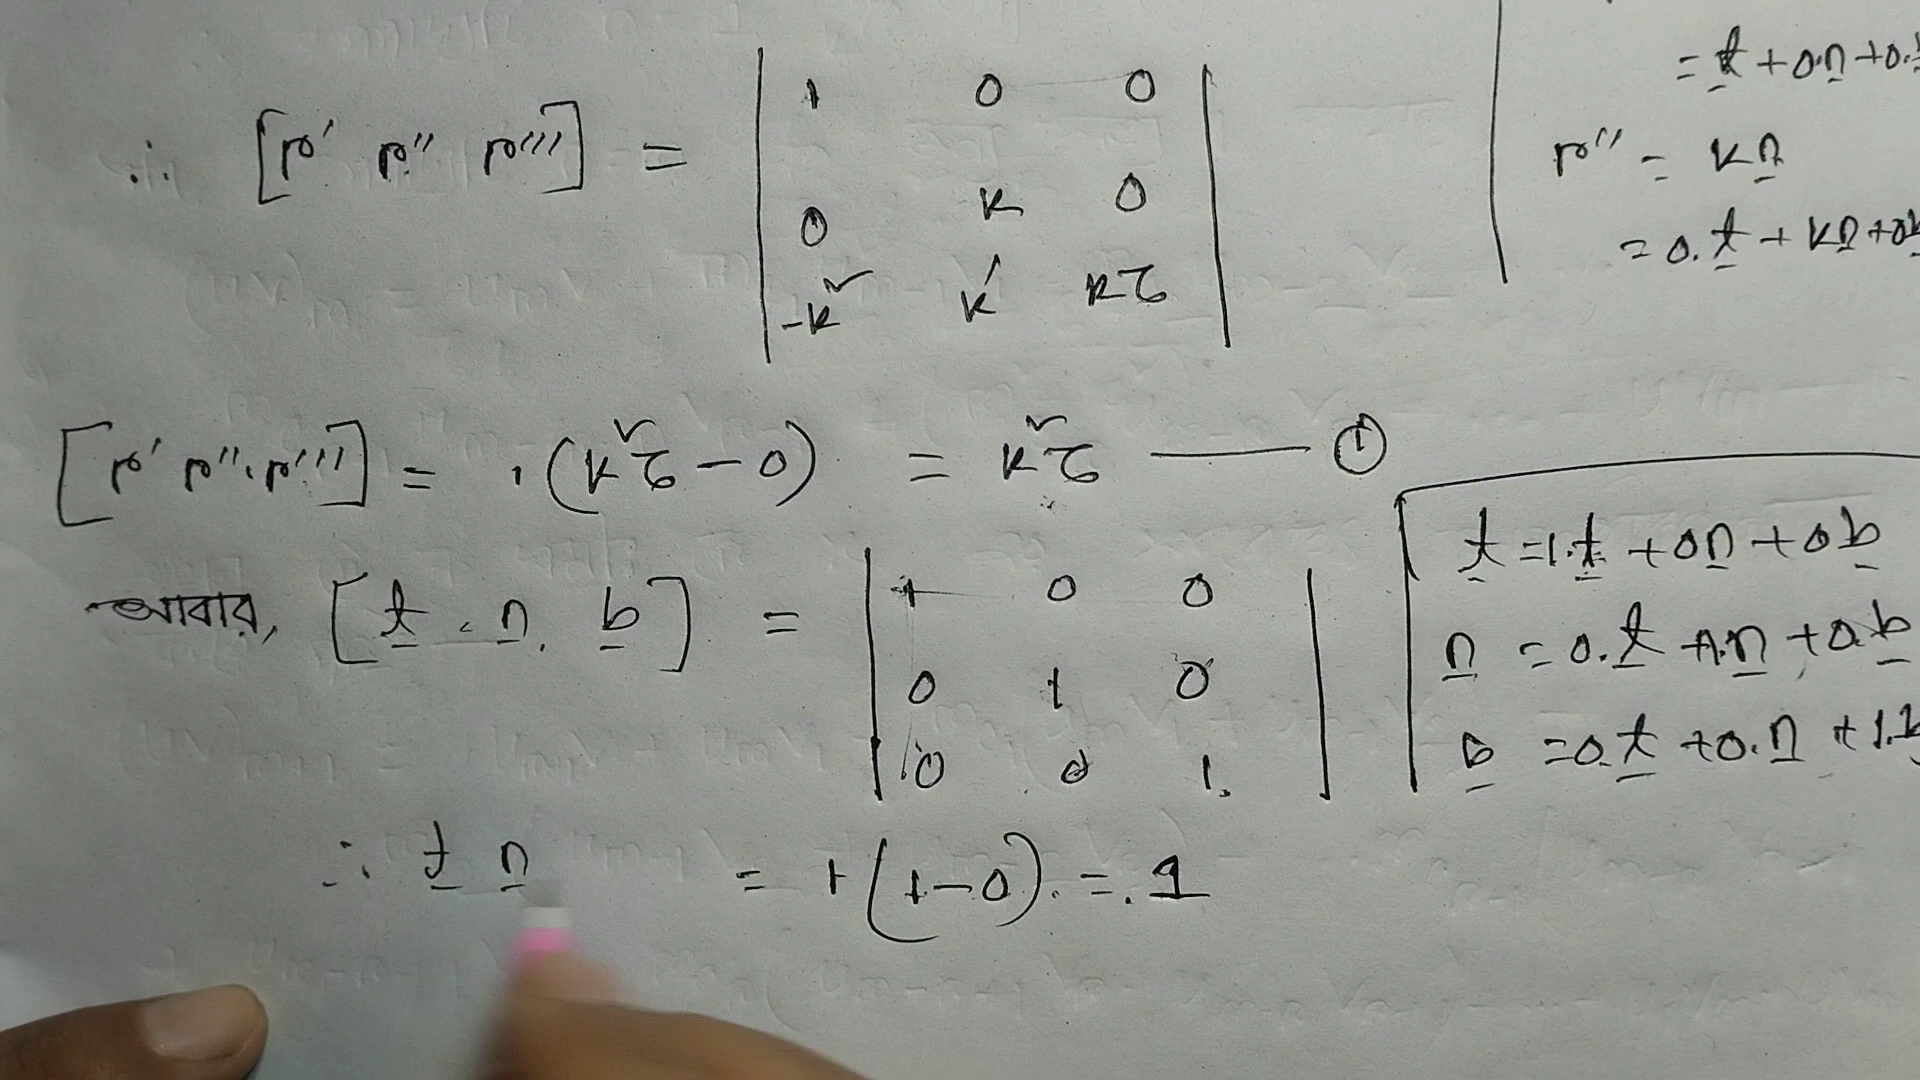 ∴ [r′ r″ r‴] = | 1 0 0 |
| 0 k 0 |
| -k² k′ kτ |
= t + 0.n + 0.
r″ = kn
= 0.t + kn + 0b
[r′ r″ r‴] = 1(k²τ - 0) = k²τ —— ①
আবার, [t . n . b] = | 1 0 0 |
| 0 1 0 |
| 0 0 1 |
t = 1.t + 0n + 0b
n = 0.t + 1.n + 0.b
b = 0.t + 0.n + 1.b
∴ t n = 1(1-0) = 1